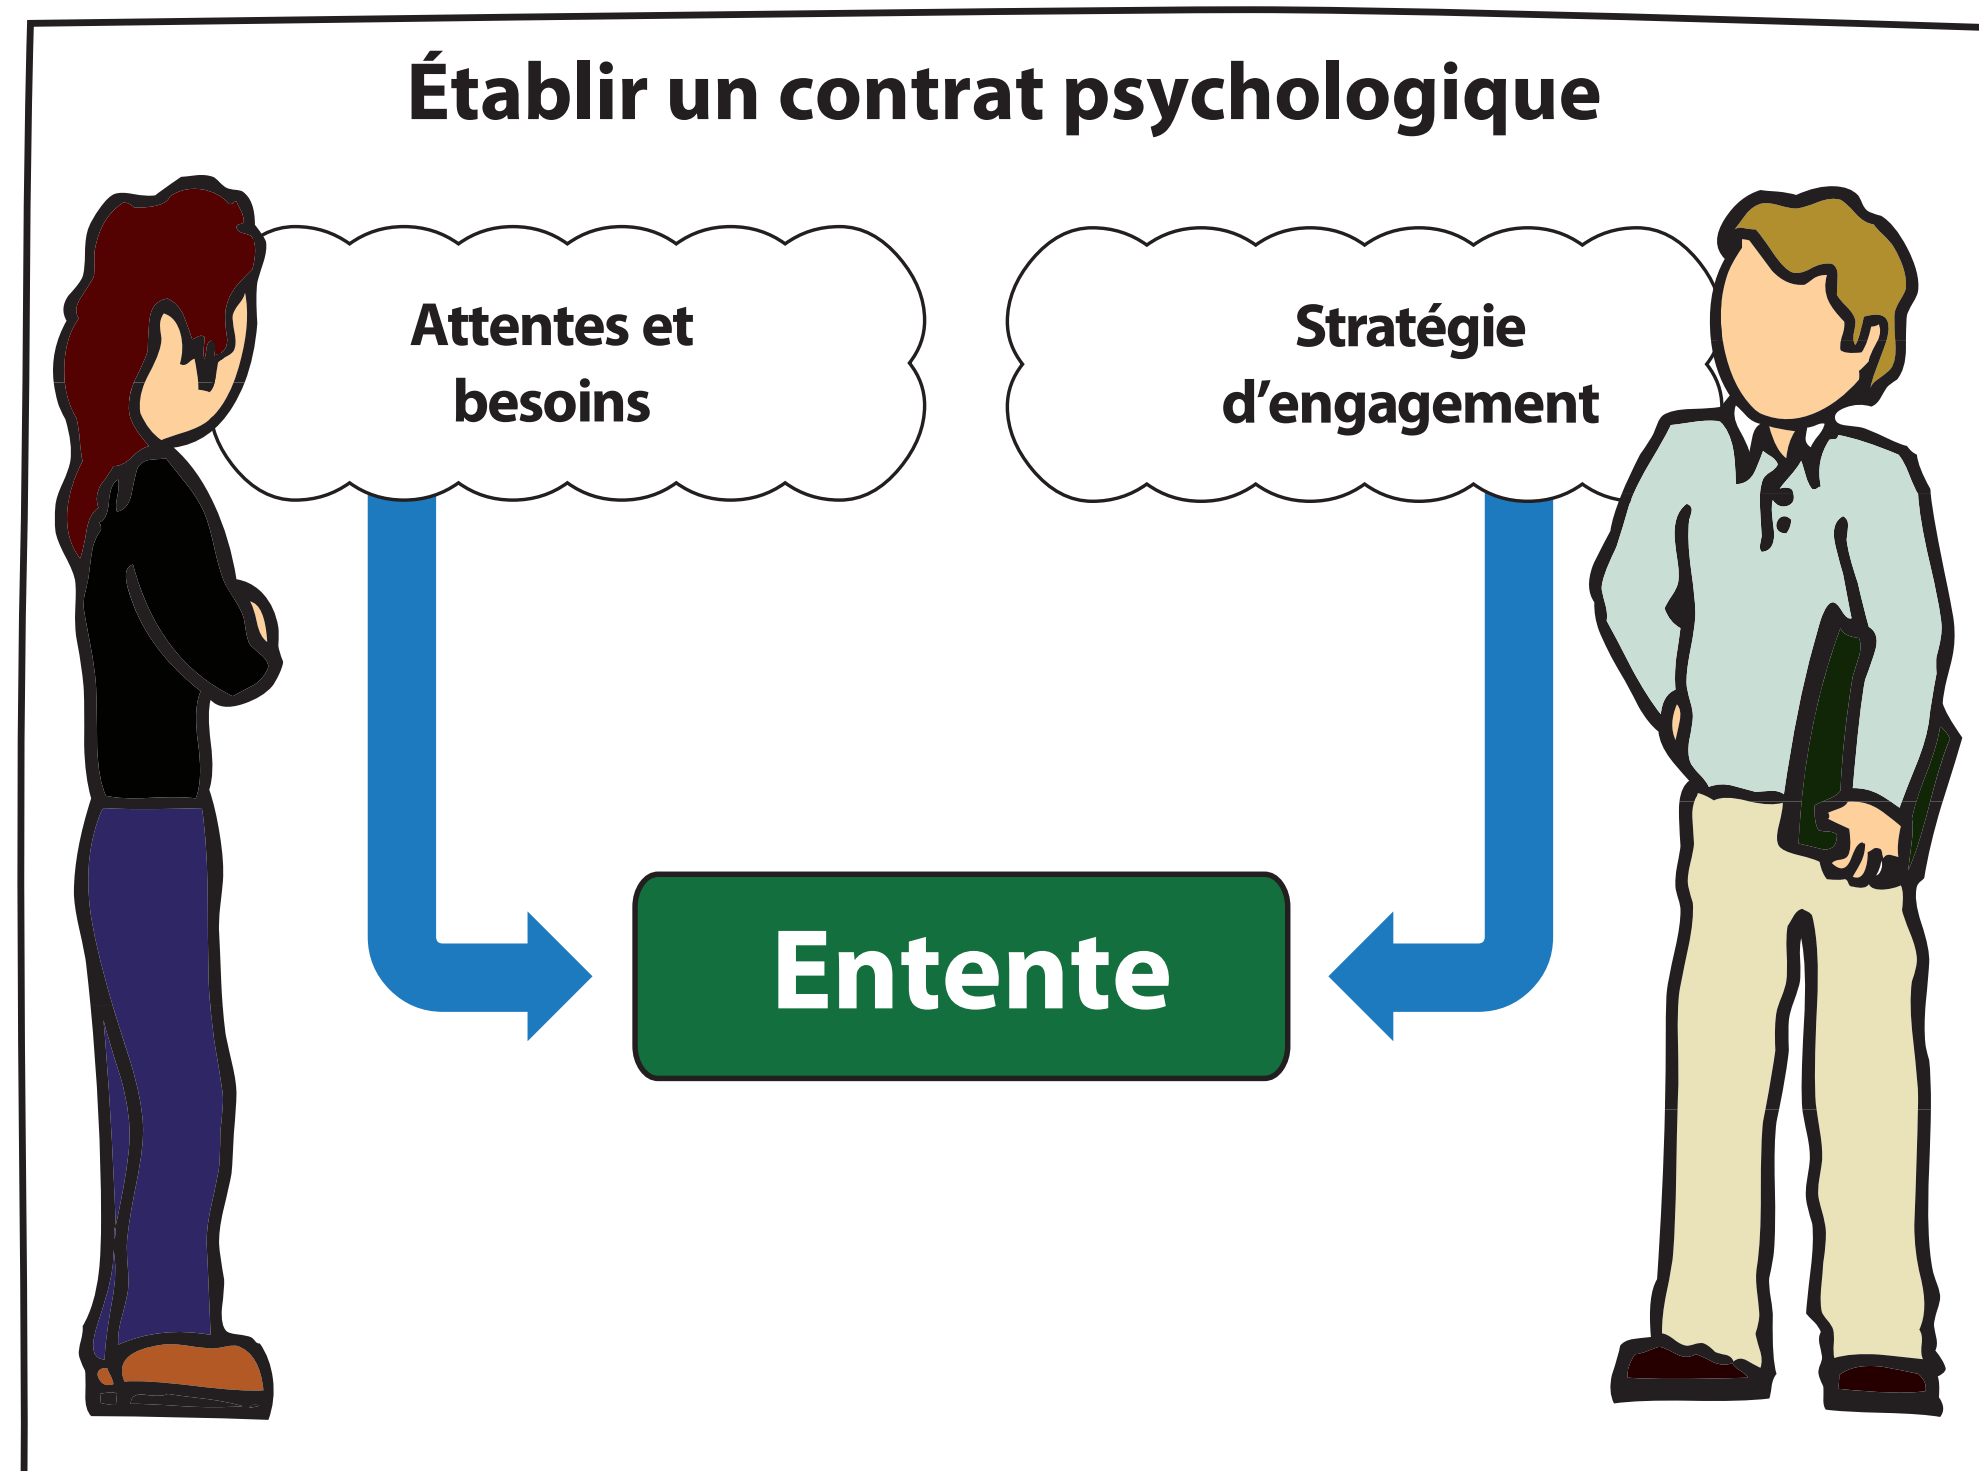 Établir un contrat psychologique
Attentes et
besoins
Stratégie
d’engagement
Entente